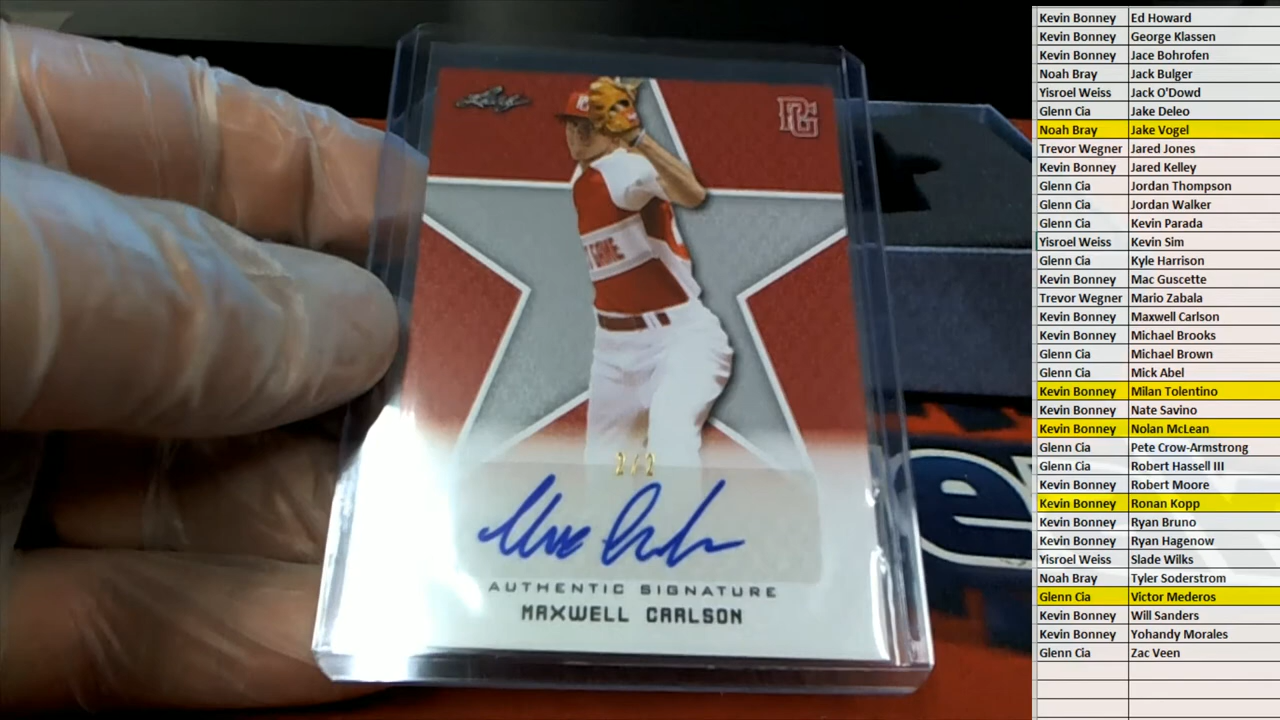 Leaf
PG
GAME
2/2
Max Carlson
AUTHENTIC SIGNATURE
MAXWELL CARLSON
e
Kevin Bonney Ed Howard
Kevin Bonney George Klassen
Kevin Bonney Jace Bohrofen
Noah Bray Jack Bulger
Yisroel Weiss Jack O'Dowd
Glenn Cia Jake Deleo
Noah Bray Jake Vogel
Trevor Wegner Jared Jones
Kevin Bonney Jared Kelley
Glenn Cia Jordan Thompson
Glenn Cia Jordan Walker
Glenn Cia Kevin Parada
Yisroel Weiss Kevin Sim
Glenn Cia Kyle Harrison
Kevin Bonney Mac Guscette
Trevor Wegner Mario Zabala
Kevin Bonney Maxwell Carlson
Kevin Bonney Michael Brooks
Glenn Cia Michael Brown
Glenn Cia Mick Abel
Kevin Bonney Milan Tolentino
Kevin Bonney Nate Savino
Kevin Bonney Nolan McLean
Glenn Cia Pete Crow-Armstrong
Glenn Cia Robert Hassell III
Kevin Bonney Robert Moore
Kevin Bonney Ronan Kopp
Kevin Bonney Ryan Bruno
Kevin Bonney Ryan Hagenow
Yisroel Weiss Slade Wilks
Noah Bray Tyler Soderstrom
Glenn Cia Victor Mederos
Kevin Bonney Will Sanders
Kevin Bonney Yohandy Morales
Glenn Cia Zac Veen